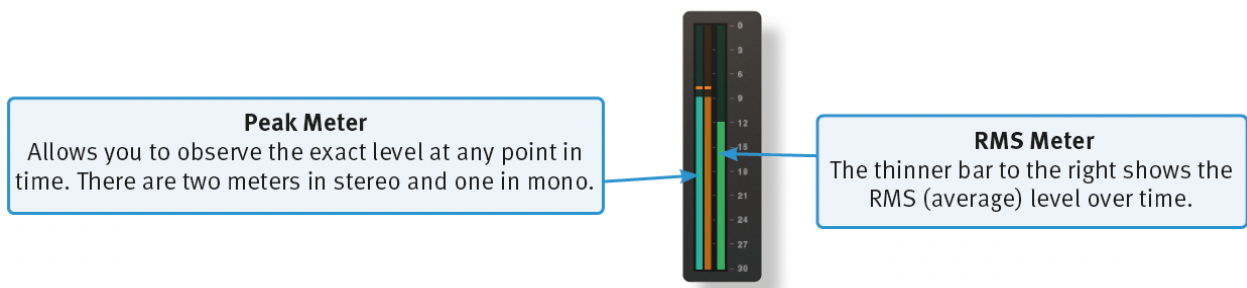 Peak Meter
Allows you to observe the exact level at any point in
time. There are two meters in stereo and one in mono.
0
3
6
9
12
15
18
21
24
27
30
RMS Meter
The thinner bar to the right shows the
RMS (average) level over time.